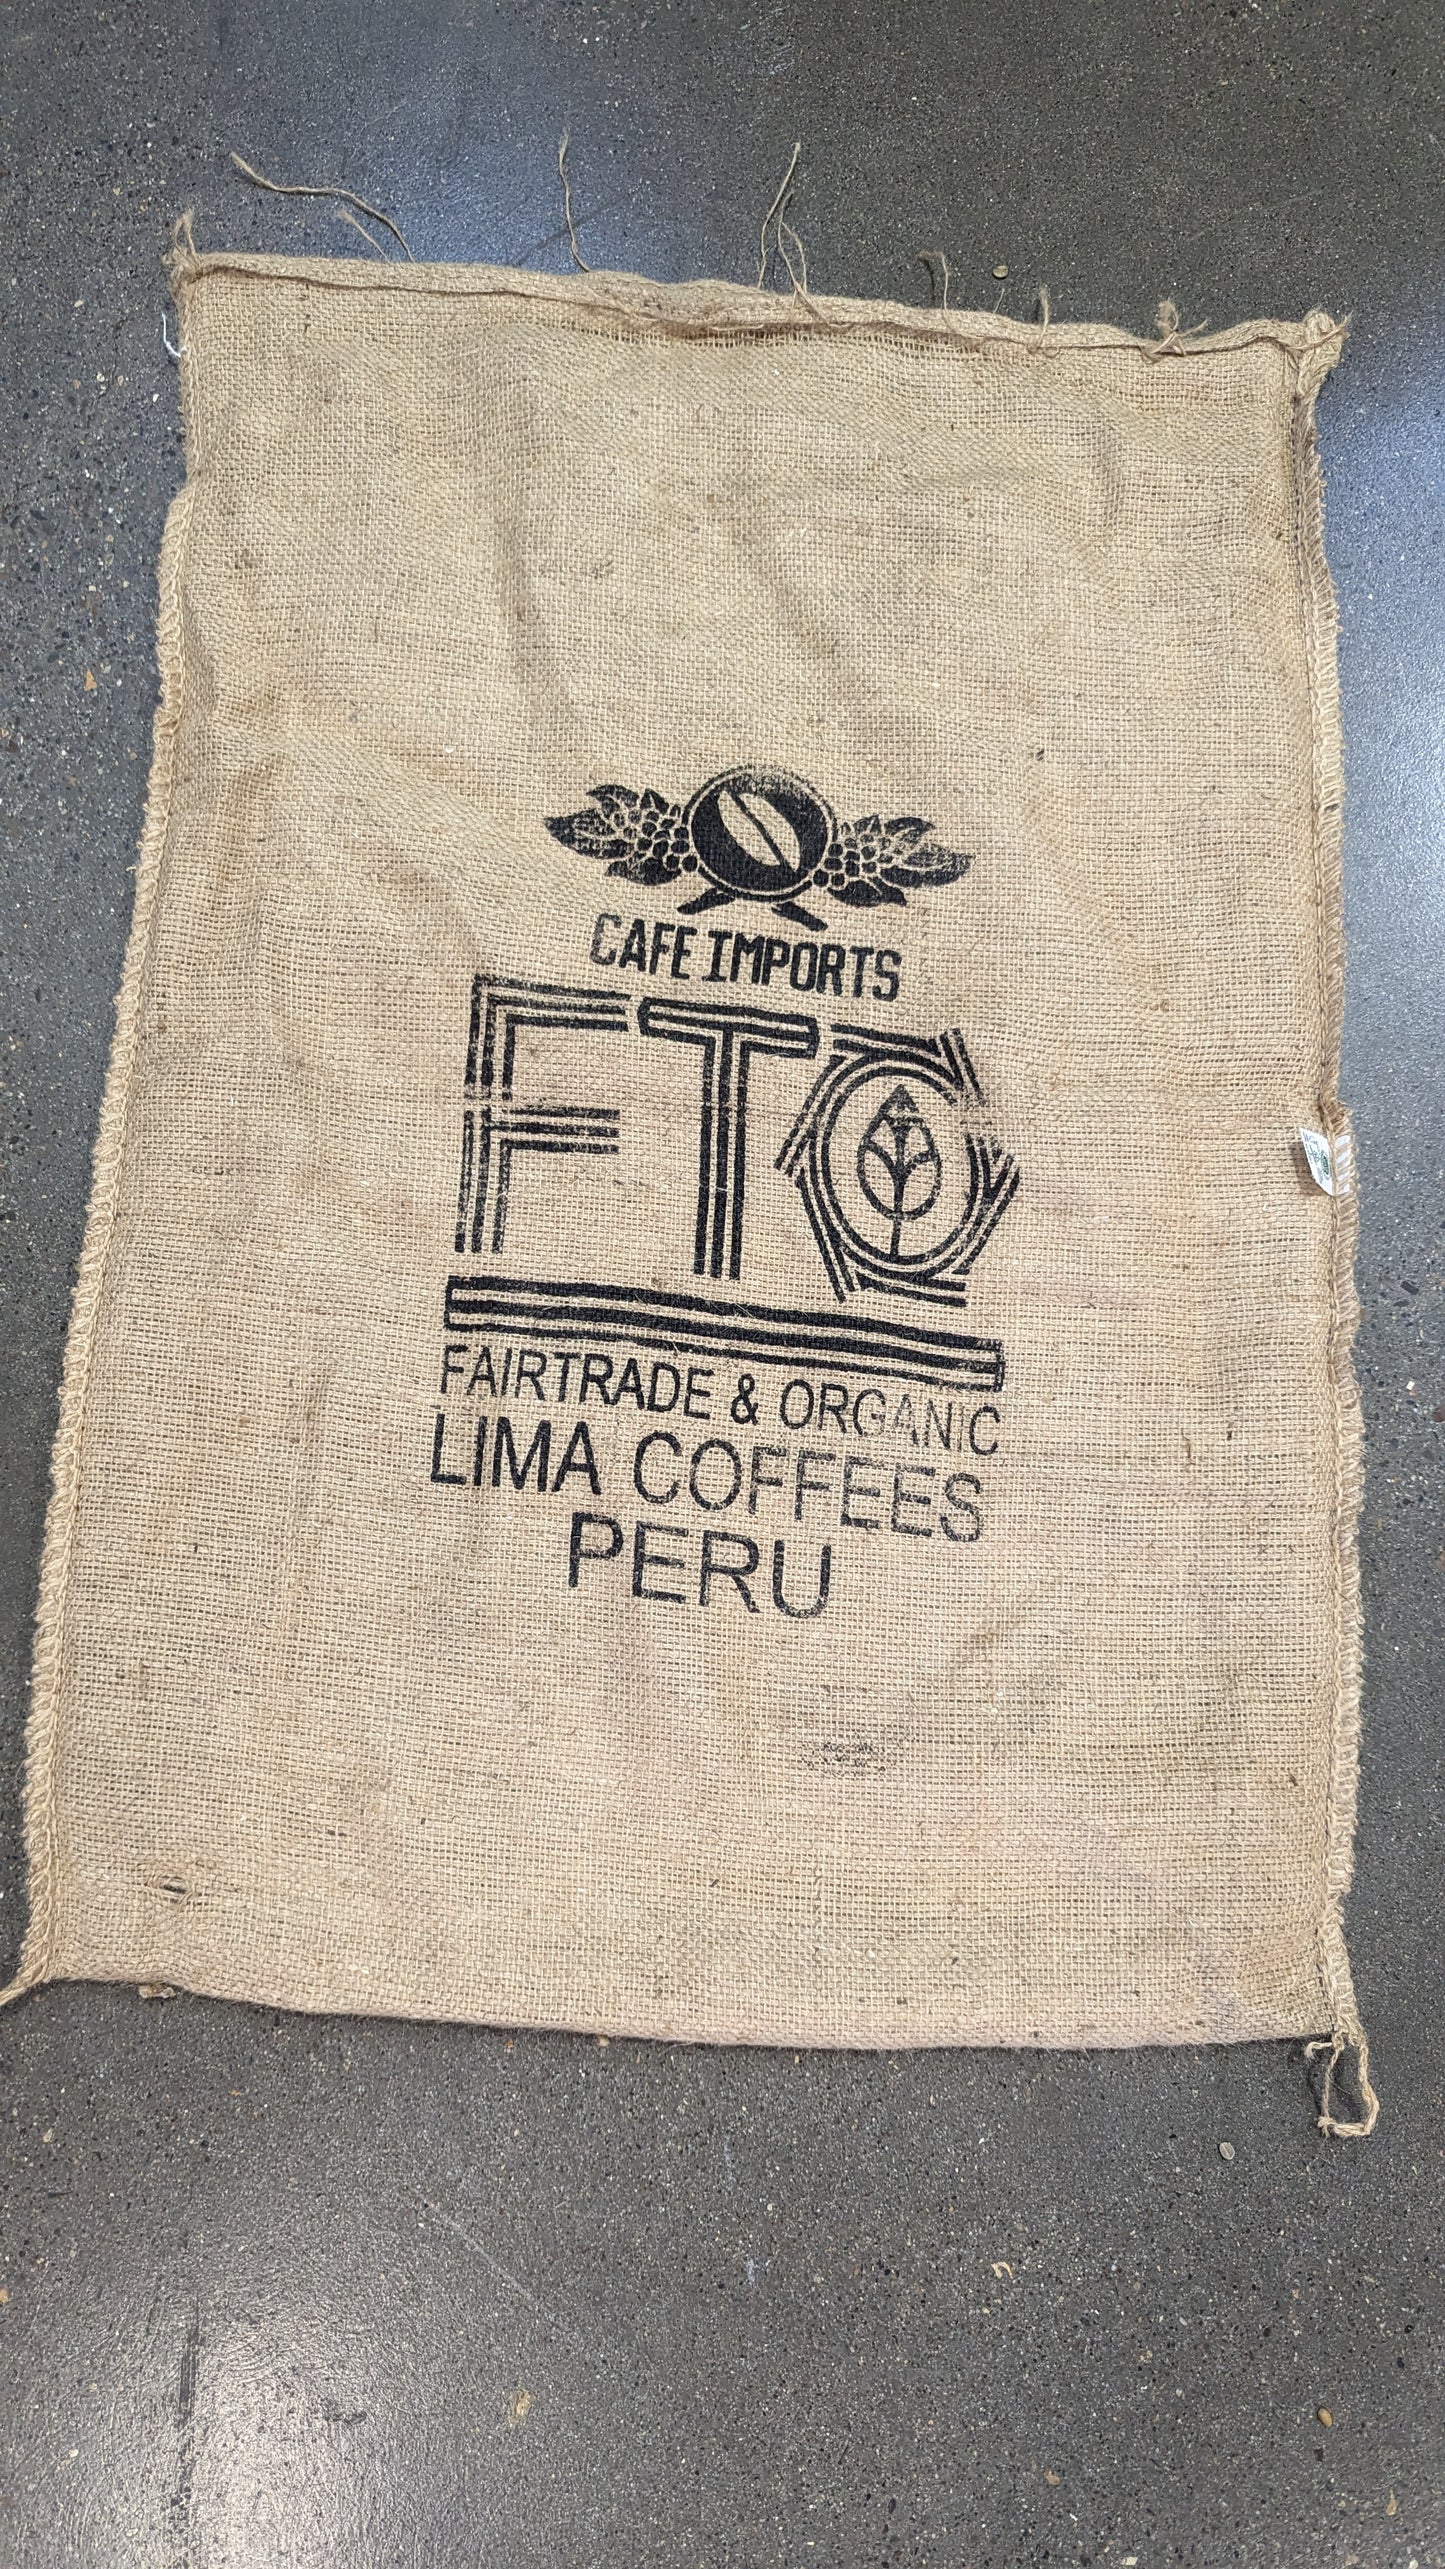 CAFE IMPORTS
FTO
FAIRTRADE & ORGANIC
LIMA COFFEES
PERU